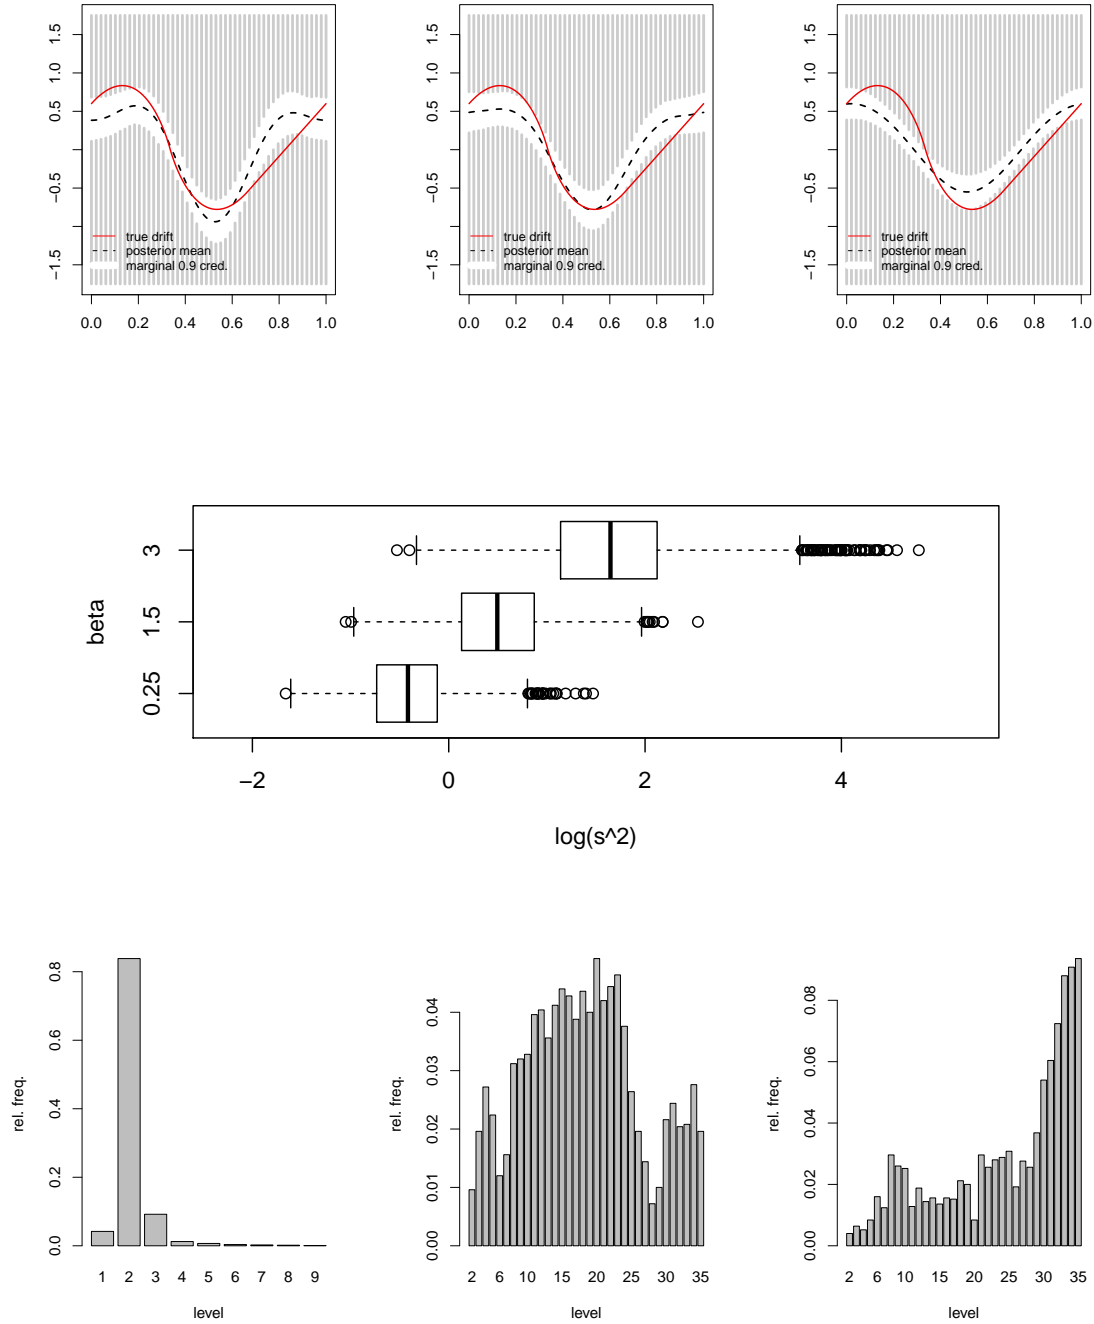 1.5
1.0
0.5
−0.5
−1.5
true drift
posterior mean
marginal 0.9 cred.
0.0 0.2 0.4 0.6 0.8 1.0
1.5
1.0
0.5
−0.5
−1.5
true drift
posterior mean
marginal 0.9 cred.
0.0 0.2 0.4 0.6 0.8 1.0
1.5
1.0
0.5
−0.5
−1.5
true drift
posterior mean
marginal 0.9 cred.
0.0 0.2 0.4 0.6 0.8 1.0
beta
3
1.5
0.25
−2 0 2 4
log(s^2)
rel. freq.
0.8
0.6
0.4
0.2
0.0
1 2 3 4 5 6 7 8 9
level
rel. freq.
0.04
0.03
0.02
0.01
0.00
2 6 10 15 20 25 30 35
level
rel. freq.
0.08
0.06
0.04
0.02
0.00
2 6 10 15 20 25 30 35
level